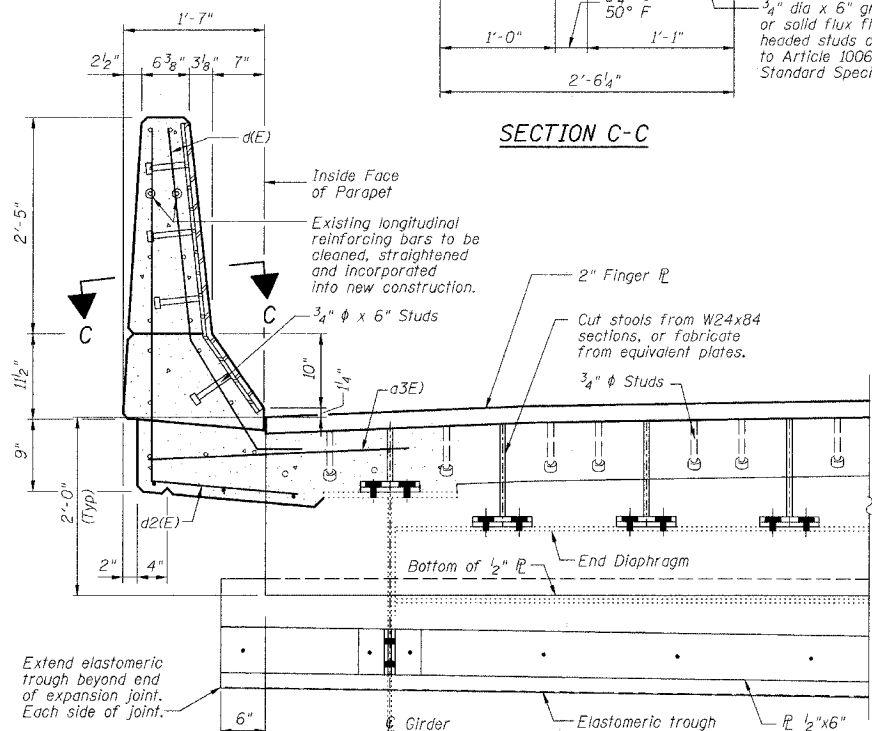 1'-7"
2½"
6⅜"
3⅛"
7"
50° F
1'-0"
1'-1"
2'-6¼"
¾" dia x 6" gr
or solid flux f
headed studs c
to Article 1006
Standard Speci
SECTION C-C
d(E)
Inside Face
of Parapet
Existing longitudinal
reinforcing bars to be
cleaned, straightened
and incorporated
into new construction.
2'-5"
C
C
¾" ϕ x 6" Studs
2" Finger ℄
Cut stools from W24x84
sections, or fabricate
from equivalent plates.
¾" ϕ Studs
11½"
10"
1¼"
a3E)
9"
2'-0"
(Typ)
d2(E)
2"
4"
End Diaphragm
Bottom of ½" PL
Extend elastomeric
trough beyond end
of expansion joint.
Each side of joint.
6"
℄ Girder
Elastomeric trough
PL ½"x6"